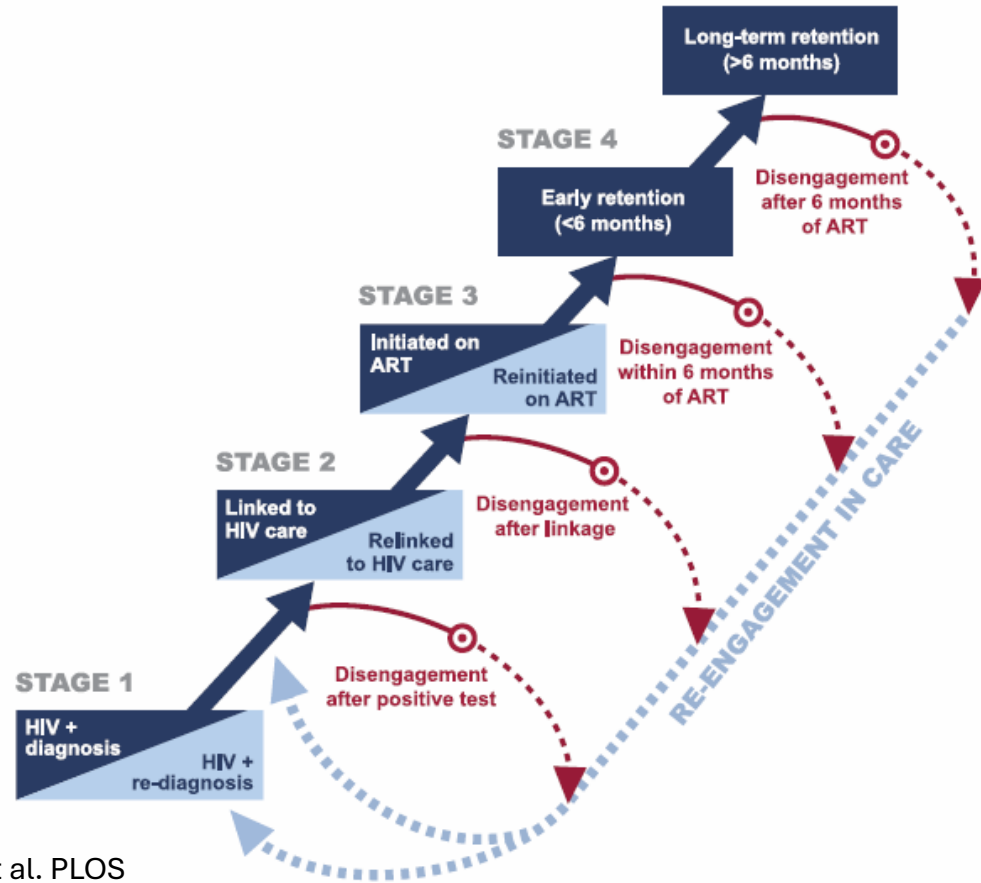 Long-term retention
(>6 months)
STAGE 4
Early retention
(<6 months)
Disengagement
after 6 months
of ART
STAGE 3
Initiated on
ART
Reinitiated
on ART
Disengagement
within 6 months
of ART
STAGE 2
Linked to
HIV care
Relinked
to HIV care
Disengagement
after linkage
RE-ENGAGEMENT IN CARE
STAGE 1
HIV +
diagnosis
HIV +
re-diagnosis
Disengagement
after positive test
et al. PLOS